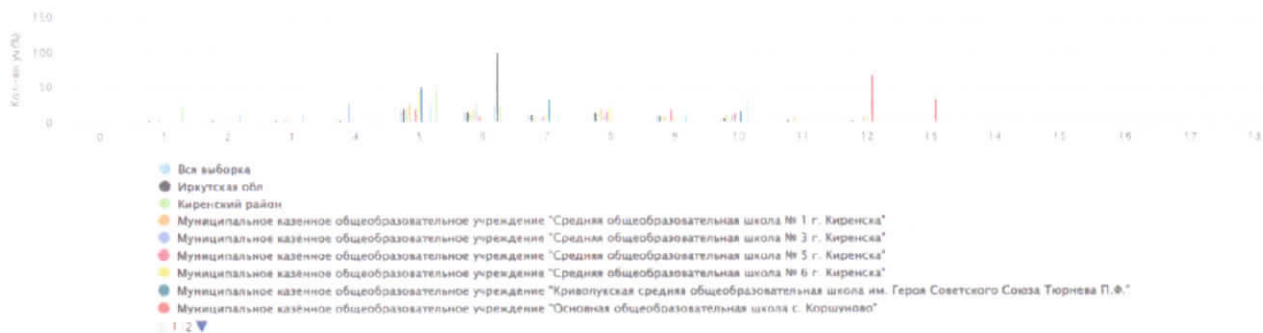 150
Кол-во уч(%)
100
50
0
0 1 2 3 4 5 6 7 8 9 10 11 12 13 14 15 16 17 18
Вся выборка
Иркутская обл
Киренский район
Муниципальное казенное общеобразовательное учреждение "Средняя общеобразовательная школа № 1 г. Киренска"
Муниципальное казенное общеобразовательное учреждение "Средняя общеобразовательная школа № 3 г. Киренска"
Муниципальное казённое общеобразовательное учреждение "Средняя общеобразовательная школа № 5 г. Киренска"
Муниципальное казённое общеобразовательное учреждение "Средняя общеобразовательная школа № 6 г. Киренска"
Муниципальное казённое общеобразовательное учреждение "Криволукская средняя общеобразовательная школа им. Героя Советского Союза Тюрнева П.Ф."
Муниципальное казённое общеобразовательное учреждение "Основная общеобразовательная школа с. Коршуново"
1/2